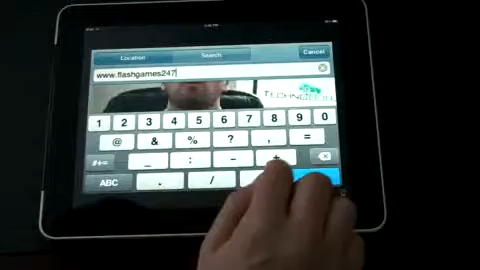 Location Search Cancel
www.flashgames247
1 2 3 4 5 6 7 8 9 0
@ & % ? , =
#+= _ : - +
ABC . /